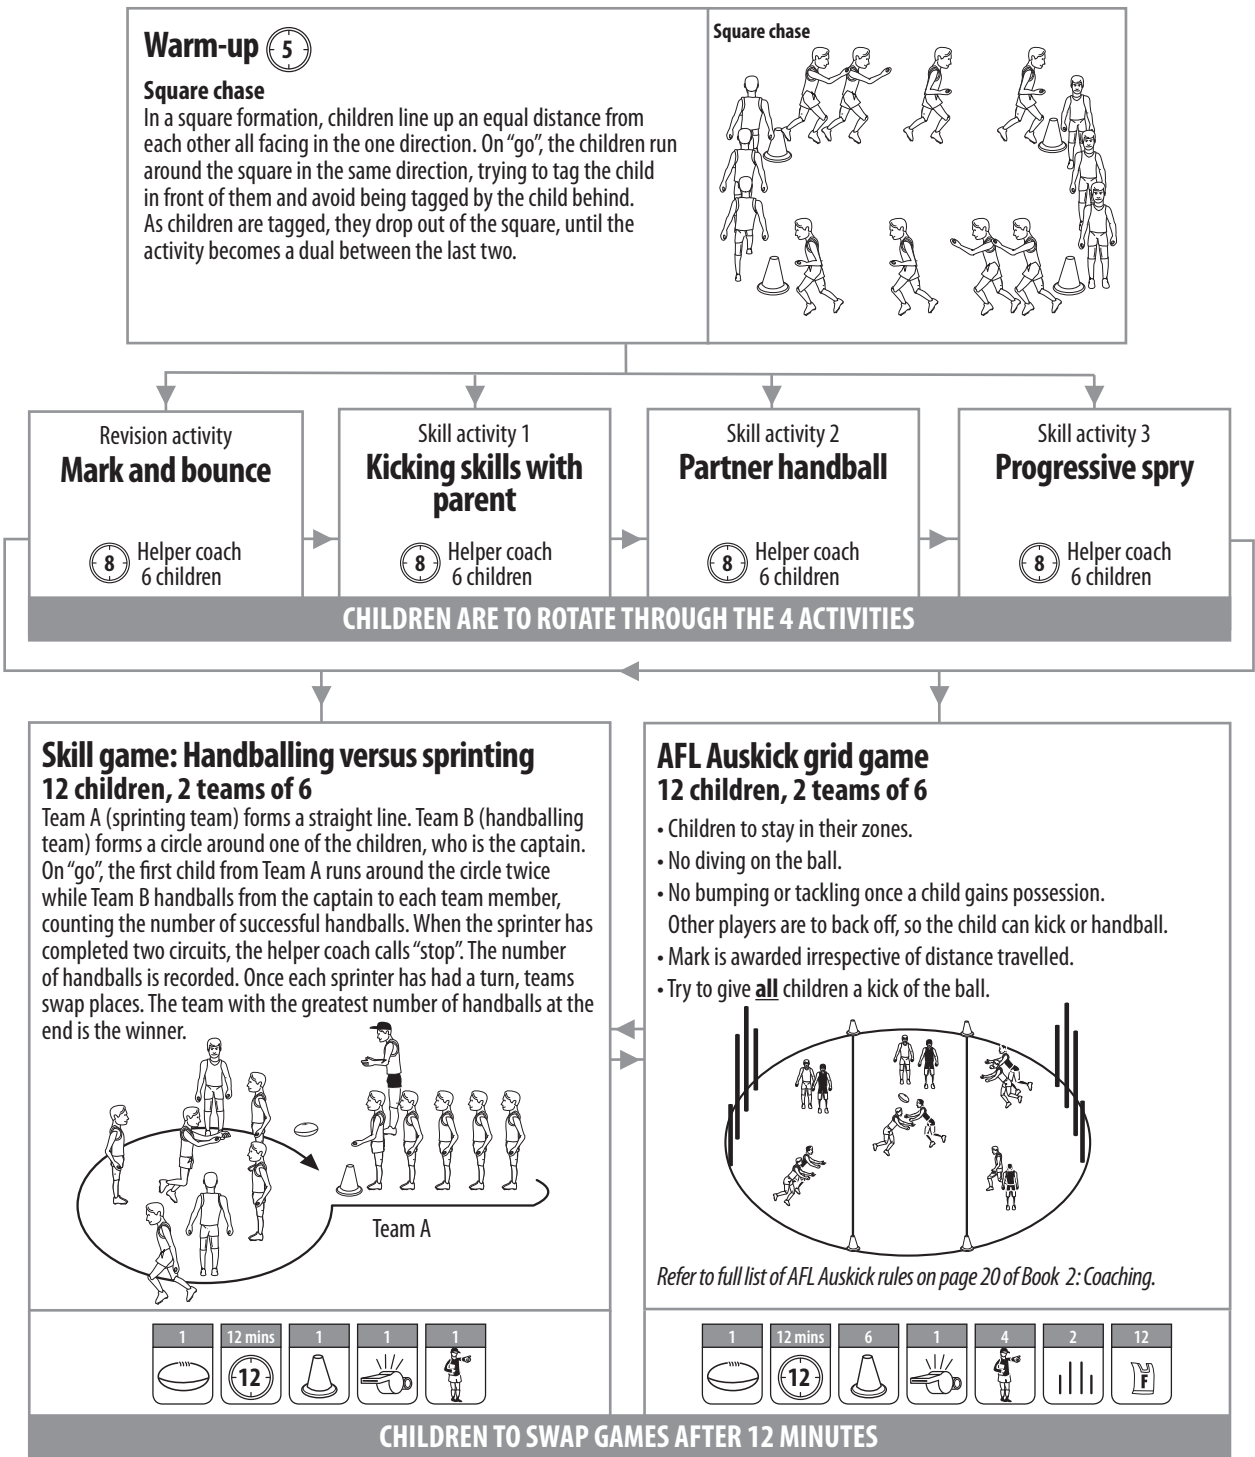 Warm-up 5
Square chase
In a square formation, children line up an equal distance from
each other all facing in the one direction. On “go”, the children run
around the square in the same direction, trying to tag the child
in front of them and avoid being tagged by the child behind.
As children are tagged, they drop out of the square, until the
activity becomes a dual between the last two.
Square chase
Revision activity
Mark and bounce
8 Helper coach
6 children
Skill activity 1
Kicking skills with
parent
8 Helper coach
6 children
Skill activity 2
Partner handball
8 Helper coach
6 children
Skill activity 3
Progressive spry
8 Helper coach
6 children
CHILDREN ARE TO ROTATE THROUGH THE 4 ACTIVITIES
Skill game: Handballing versus sprinting
12 children, 2 teams of 6
Team A (sprinting team) forms a straight line. Team B (handballing
team) forms a circle around one of the children, who is the captain.
On “go”, the first child from Team A runs around the circle twice
while Team B handballs from the captain to each team member,
counting the number of successful handballs. When the sprinter has
completed two circuits, the helper coach calls “stop”. The number
of handballs is recorded. Once each sprinter has had a turn, teams
swap places. The team with the greatest number of handballs at the
end is the winner.
Team A
1 12 mins 1 1 1
12
AFL Auskick grid game
12 children, 2 teams of 6
• Children to stay in their zones.
• No diving on the ball.
• No bumping or tackling once a child gains possession.
Other players are to back off, so the child can kick or handball.
• Mark is awarded irrespective of distance travelled.
• Try to give all children a kick of the ball.
Refer to full list of AFL Auskick rules on page 20 of Book 2: Coaching.
1 12 mins 6 1 4 2 12
12 F
CHILDREN TO SWAP GAMES AFTER 12 MINUTES